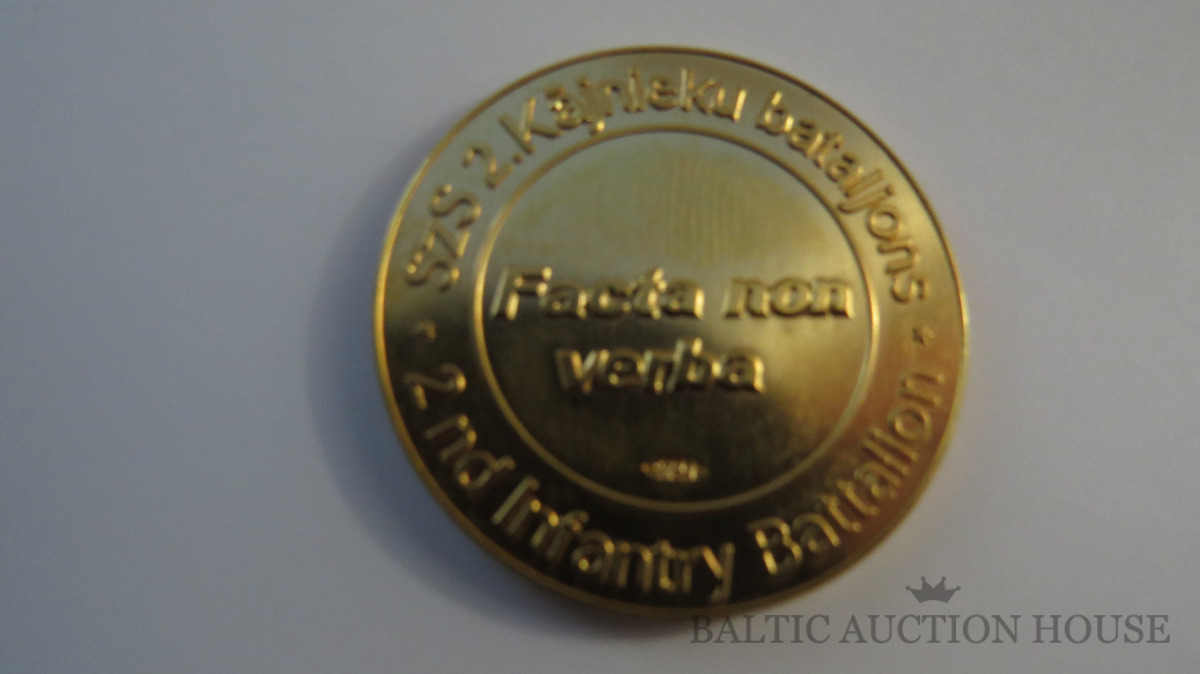 SzS 2.Kājnieku bataljons
Facta non
verba
2 nd Infantry Battalion
BALTIC AUCTION HOUSE